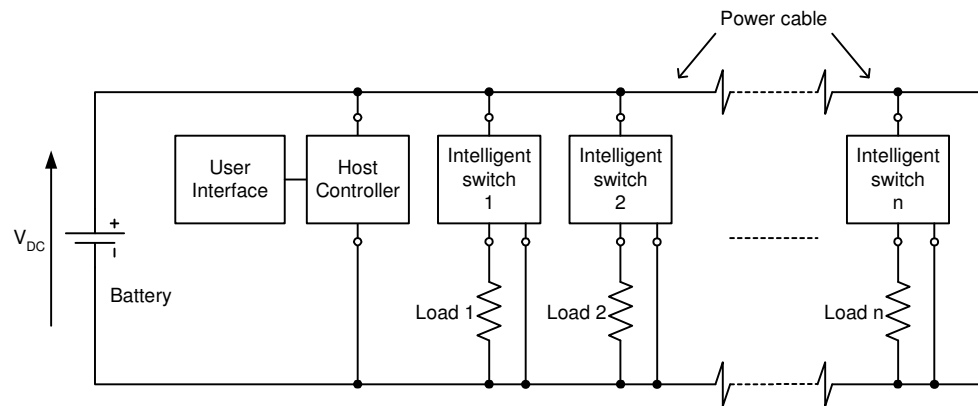 Power cable
User
Interface
Host
Controller
Intelligent
switch
1
Intelligent
switch
2
Intelligent
switch
n
V_DC
+
Battery
Load 1
Load 2
Load n